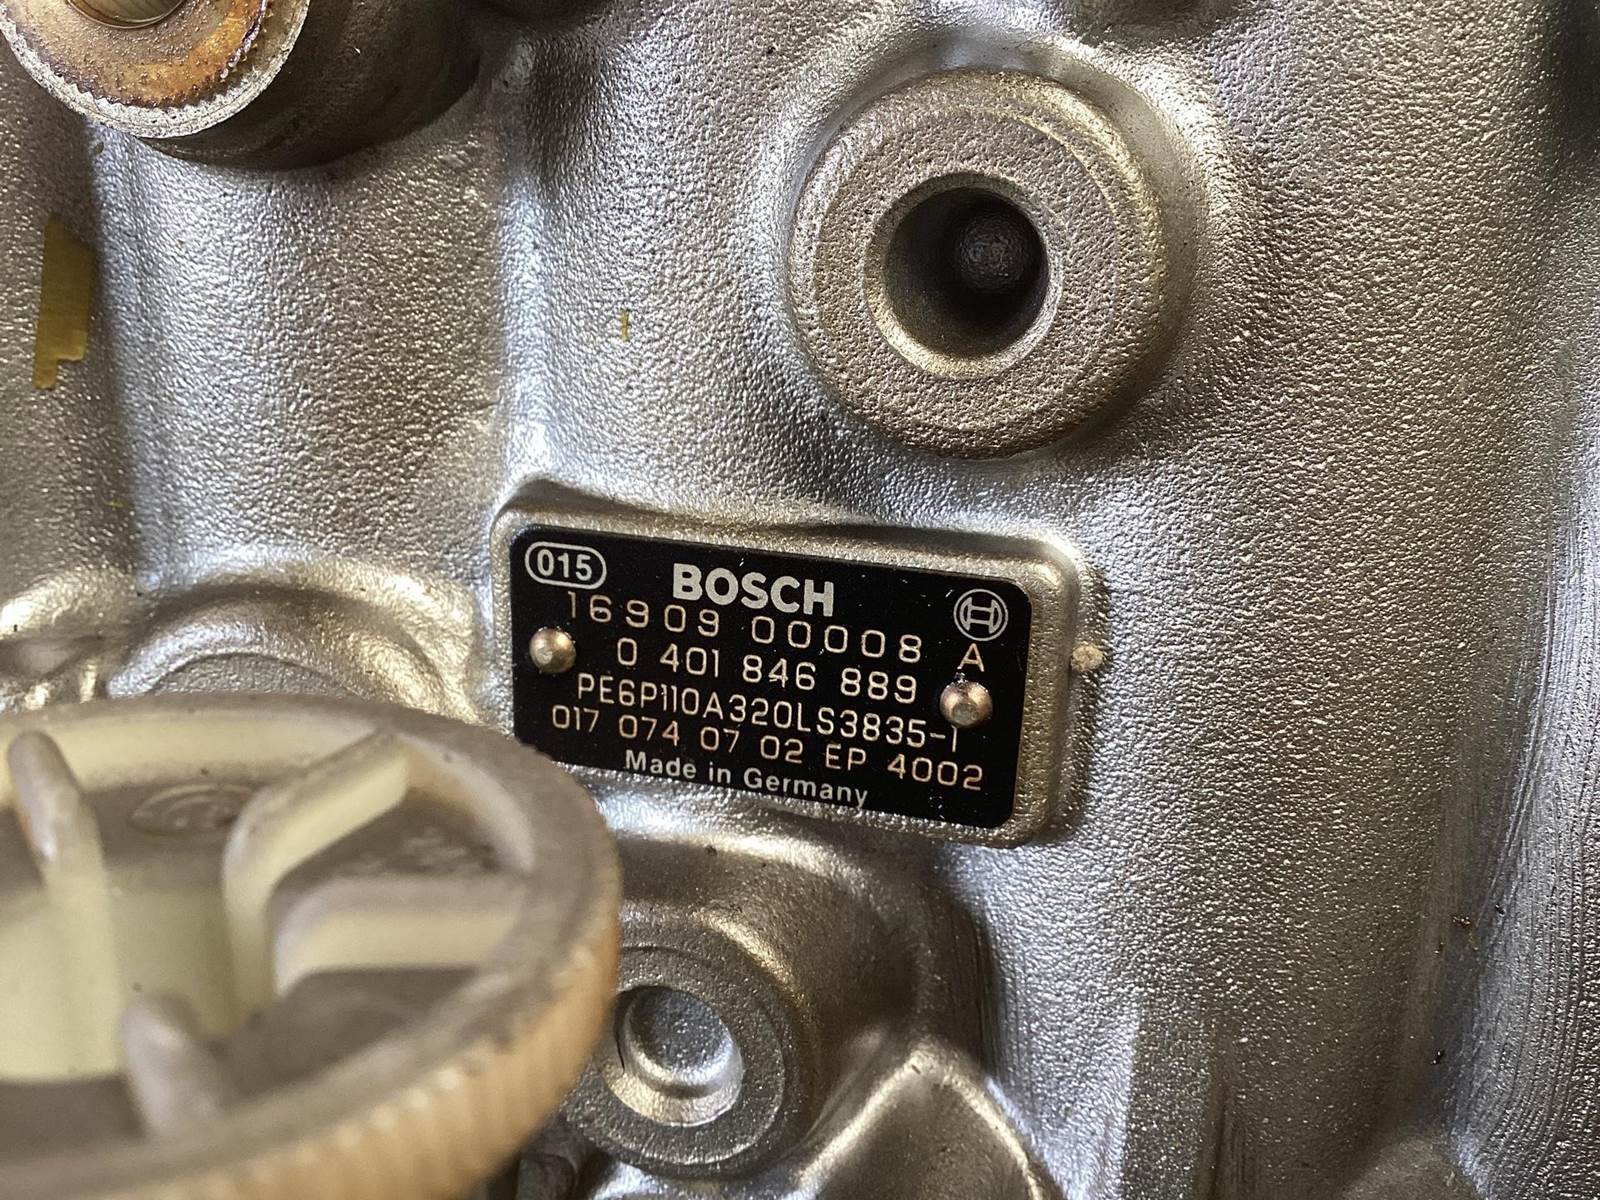 015
BOSCH
16909 00008
0 401 846 889 A
PE6P110A320LS3835-1
017 074 07 02 EP 4002
Made in Germany